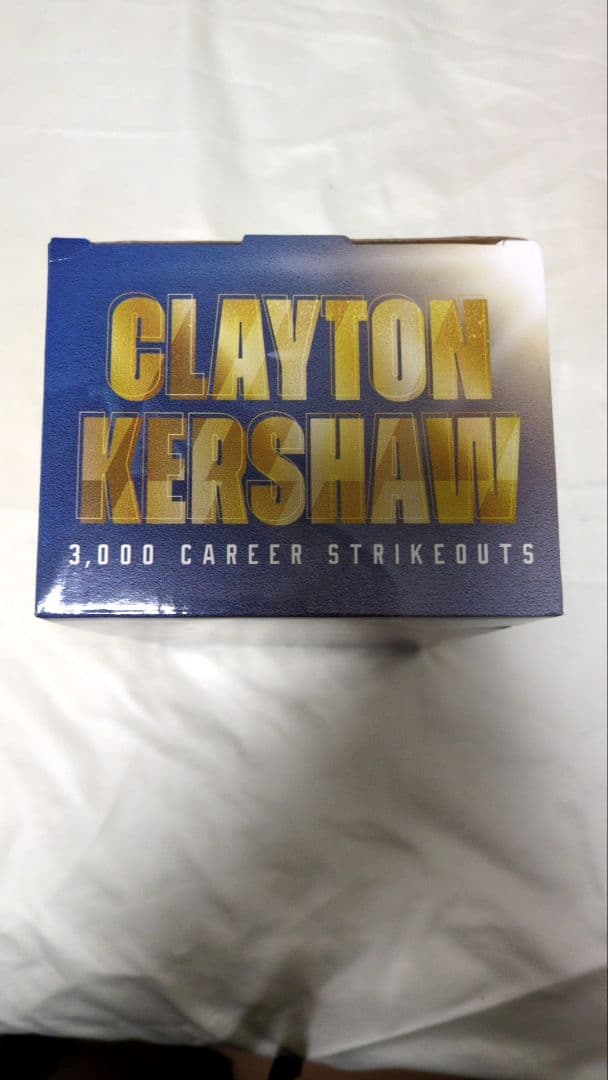 CLAYTON
KERSHAW
3,000 CAREER STRIKEOUTS